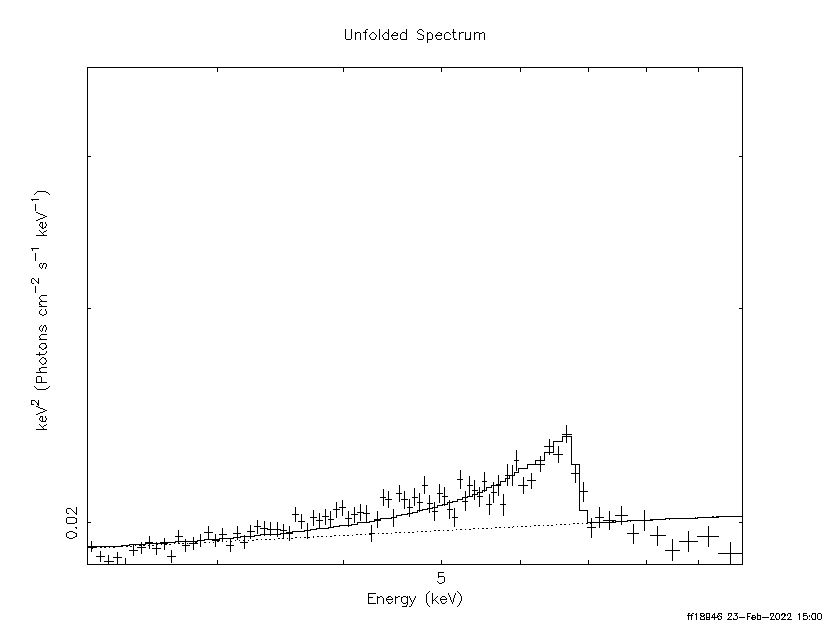 Unfolded Spectrum
keV² (Photons cm⁻² s⁻¹ keV⁻¹)
0.02
5
Energy (keV)
ff18946 23-Feb-2022 15:00